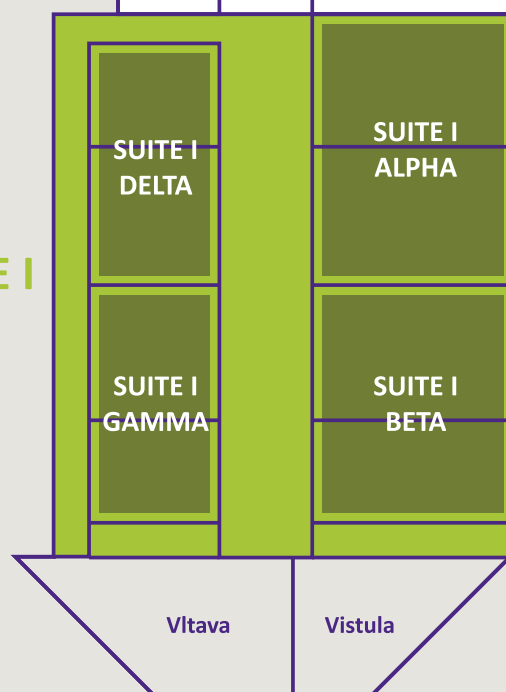 SUITE I
DELTA
SUITE I
ALPHA
E I
SUITE I
GAMMA
SUITE I
BETA
Vltava
Vistula